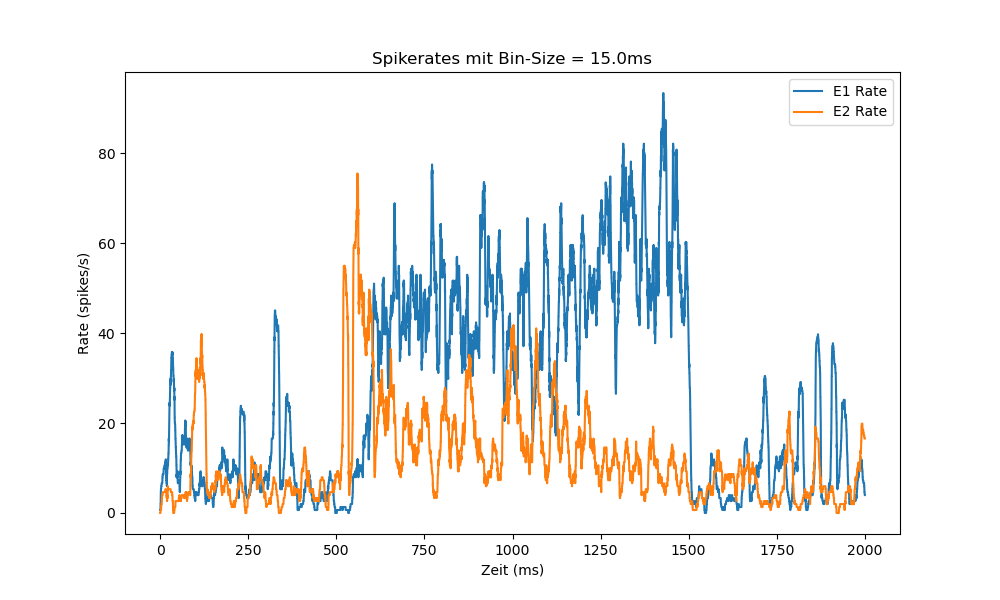 Spikerates mit Bin-Size = 15.0ms
E1 Rate
E2 Rate
Rate (spikes/s)
80
60
40
20
0
0 250 500 750 1000 1250 1500 1750 2000
Zeit (ms)